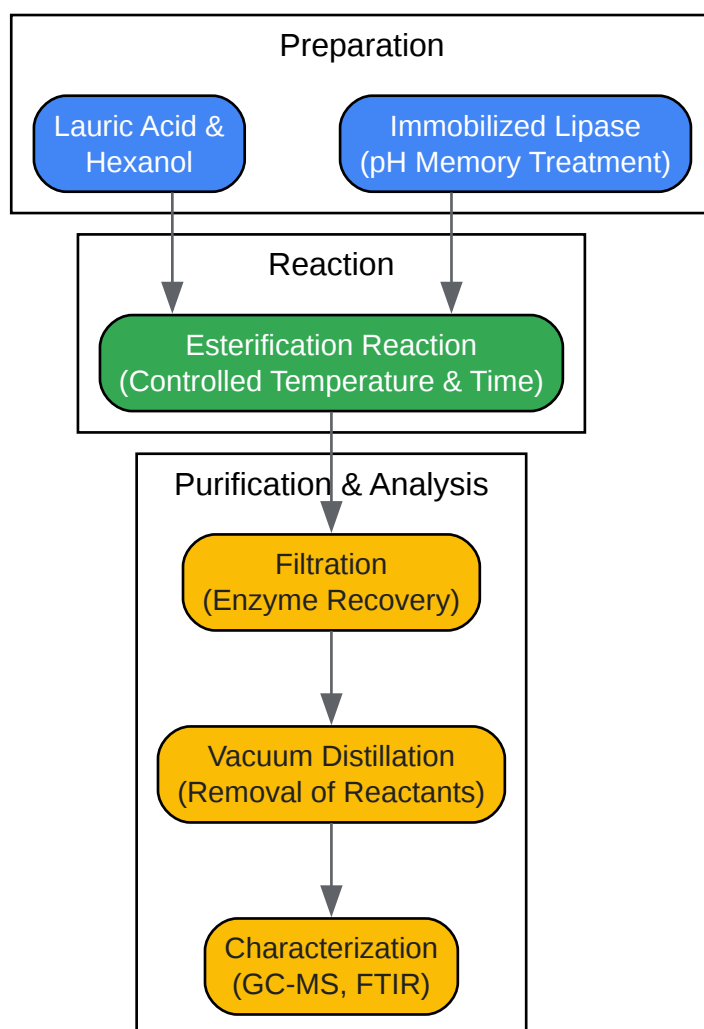 Preparation
Lauric Acid &
Hexanol
Immobilized Lipase
(pH Memory Treatment)
Reaction
Esterification Reaction
(Controlled Temperature & Time)
Purification & Analysis
Filtration
(Enzyme Recovery)
Vacuum Distillation
(Removal of Reactants)
Characterization
(GC-MS, FTIR)